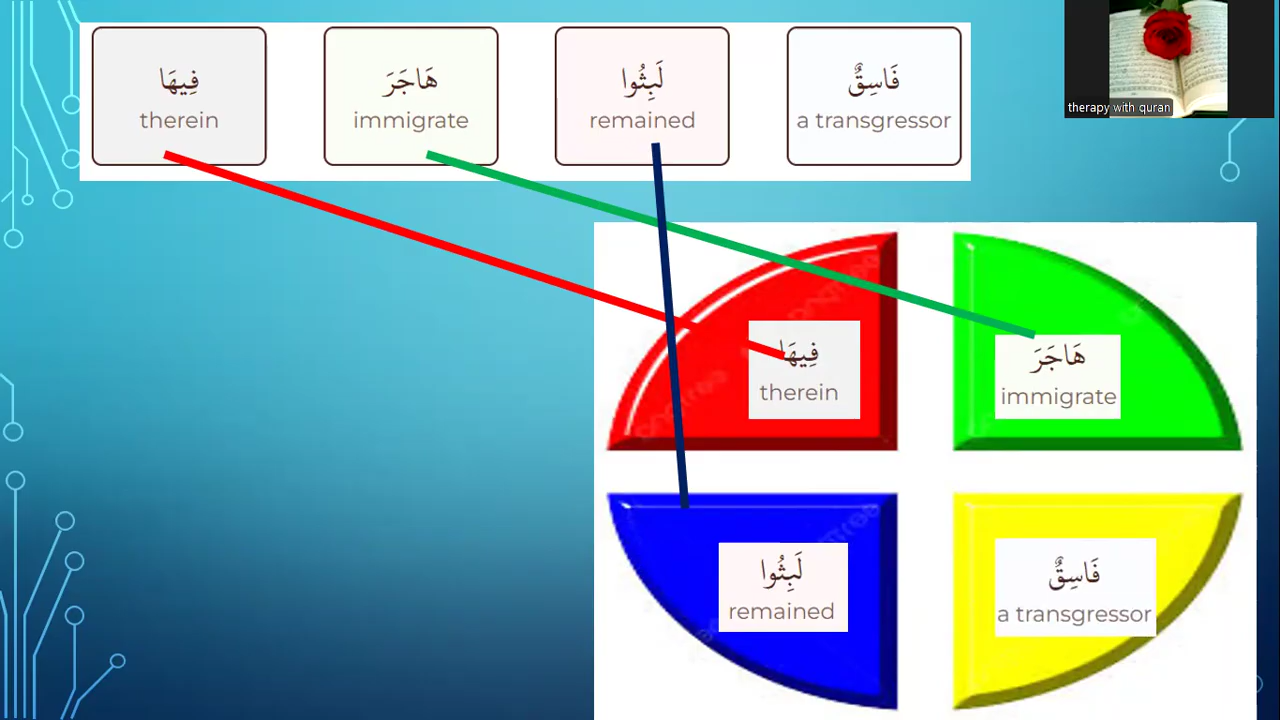 فِيهَا
therein
هَاجَرَ
immigrate
لَبِثُوا
remained
فَاسِقٌ
a transgressor
therapy with quran
فِيهَا
therein
هَاجَرَ
immigrate
لَبِثُوا
remained
فَاسِقٌ
a transgressor